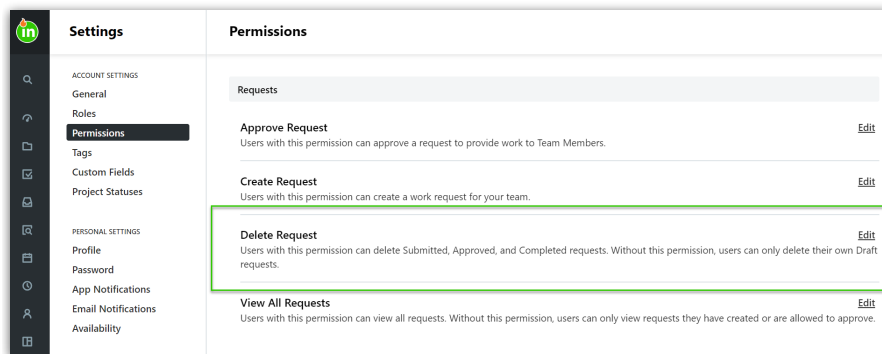 in
Settings
Permissions
ACCOUNT SETTINGS
General
Roles
Permissions
Tags
Custom Fields
Project Statuses
PERSONAL SETTINGS
Profile
Password
App Notifications
Email Notifications
Availability
Requests
Approve Request
Edit
Users with this permission can approve a request to provide work to Team Members.
Create Request
Edit
Users with this permission can create a work request for your team.
Delete Request
Edit
Users with this permission can delete Submitted, Approved, and Completed requests. Without this permission, users can only delete their own Draft
requests.
View All Requests
Edit
Users with this permission can view all requests. Without this permission, users can only view requests they have created or are allowed to approve.